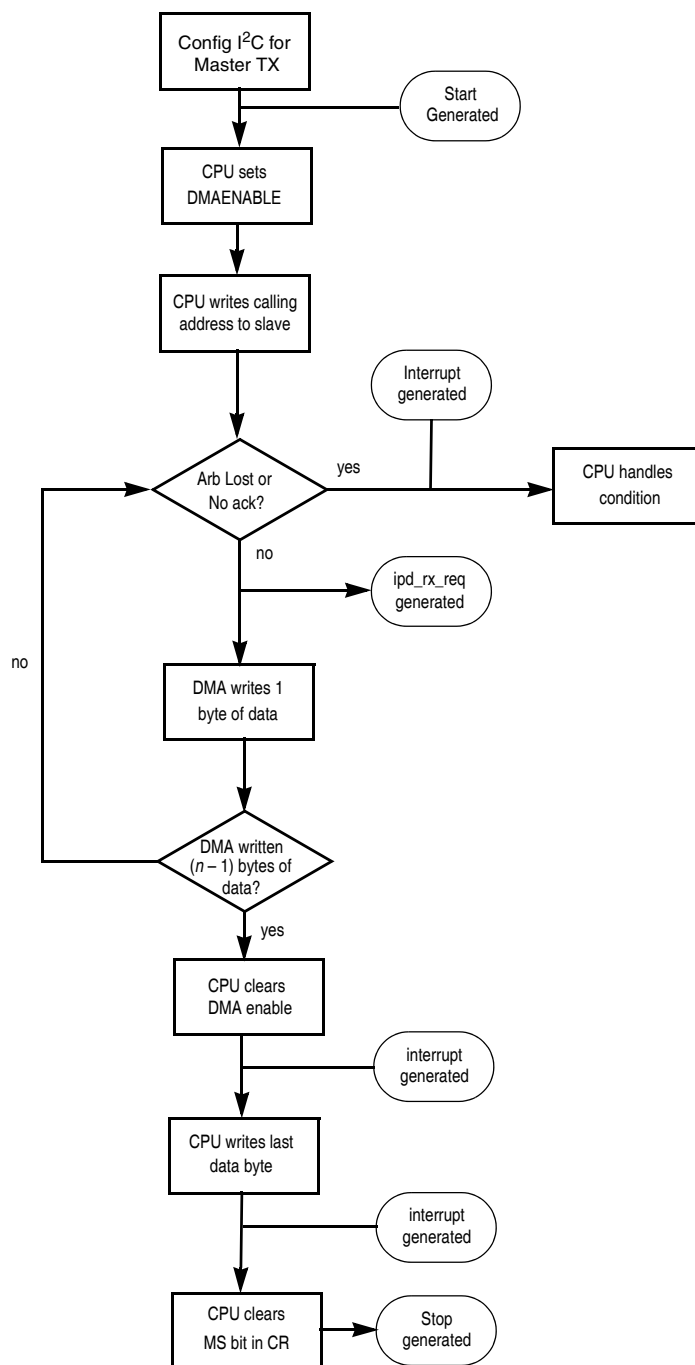 Config I²C for
Master TX
Start
Generated
CPU sets
DMAENABLE
CPU writes calling
address to slave
Interrupt
generated
Arb Lost or
No ack?
yes
CPU handles
condition
no
ipd_rx_req
generated
no
DMA writes 1
byte of data
DMA written
(n – 1) bytes of
data?
yes
CPU clears
DMA enable
interrupt
generated
CPU writes last
data byte
interrupt
generated
CPU clears
MS bit in CR
Stop
generated